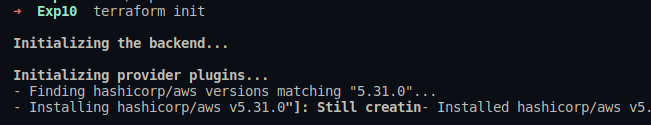 → Exp10 terraform init
Initializing the backend...
Initializing provider plugins...
- Finding hashicorp/aws versions matching "5.31.0"...
- Installing hashicorp/aws v5.31.0"]: Still creatin- Installed hashicorp/aws v5.